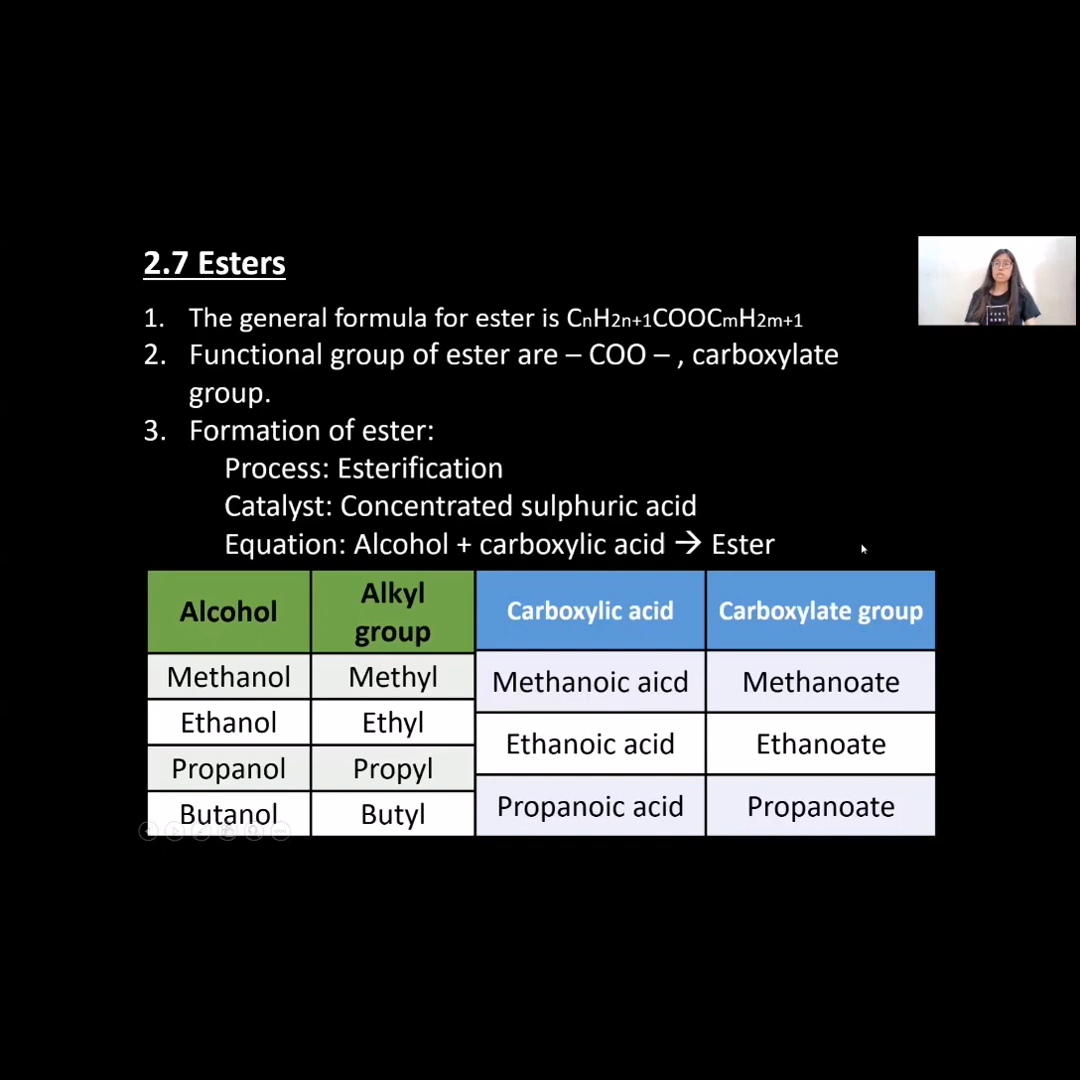 2.7 Esters
1. The general formula for ester is CnH2n+1COOCmH2m+1
2. Functional group of ester are – COO – , carboxylate
group.
3. Formation of ester:
Process: Esterification
Catalyst: Concentrated sulphuric acid
Equation: Alcohol + carboxylic acid → Ester
Alcohol Alkyl group Carboxylic acid Carboxylate group
Methanol Methyl Methanoic aicd Methanoate
Ethanol Ethyl Ethanoic acid Ethanoate
Propanol Propyl Propanoic acid Propanoate
Butanol Butyl